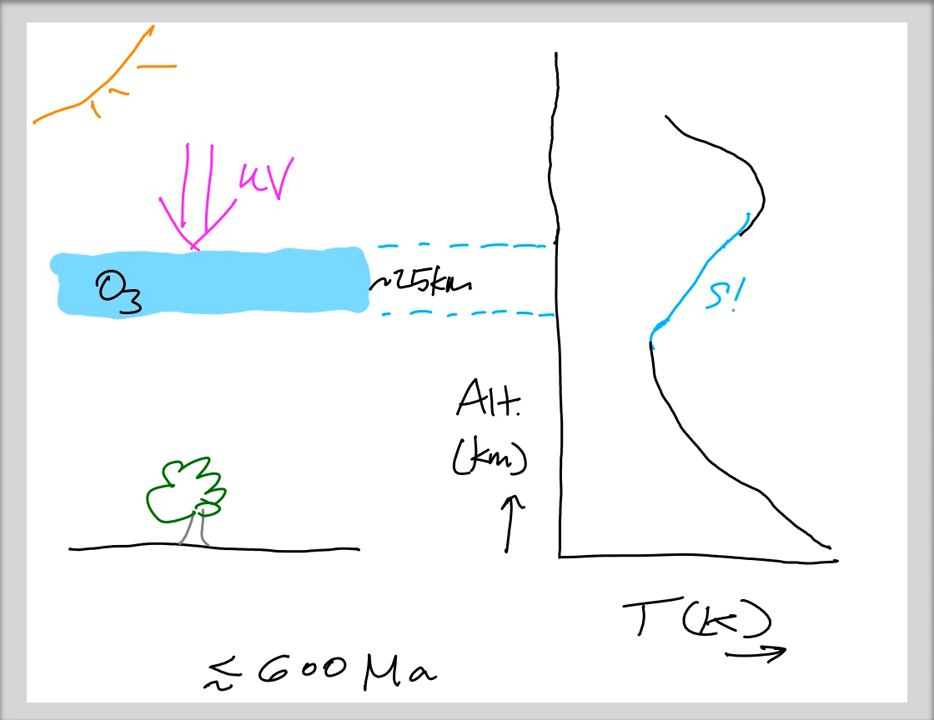 UV
O₃
~25km
S!
Alt.
(km)
↑
T(K)
→
⪅ 600 Ma